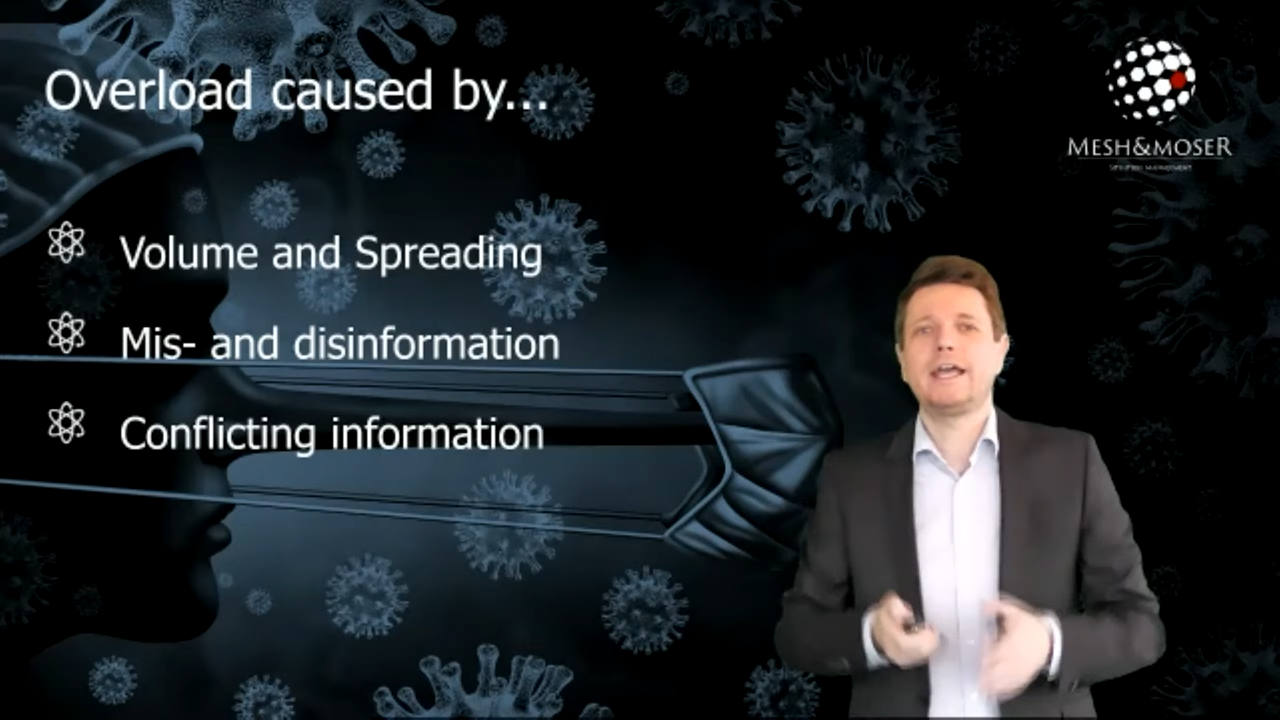 Overload caused by...
MESH&MOSER
Volume and Spreading
Mis- and disinformation
Conflicting information